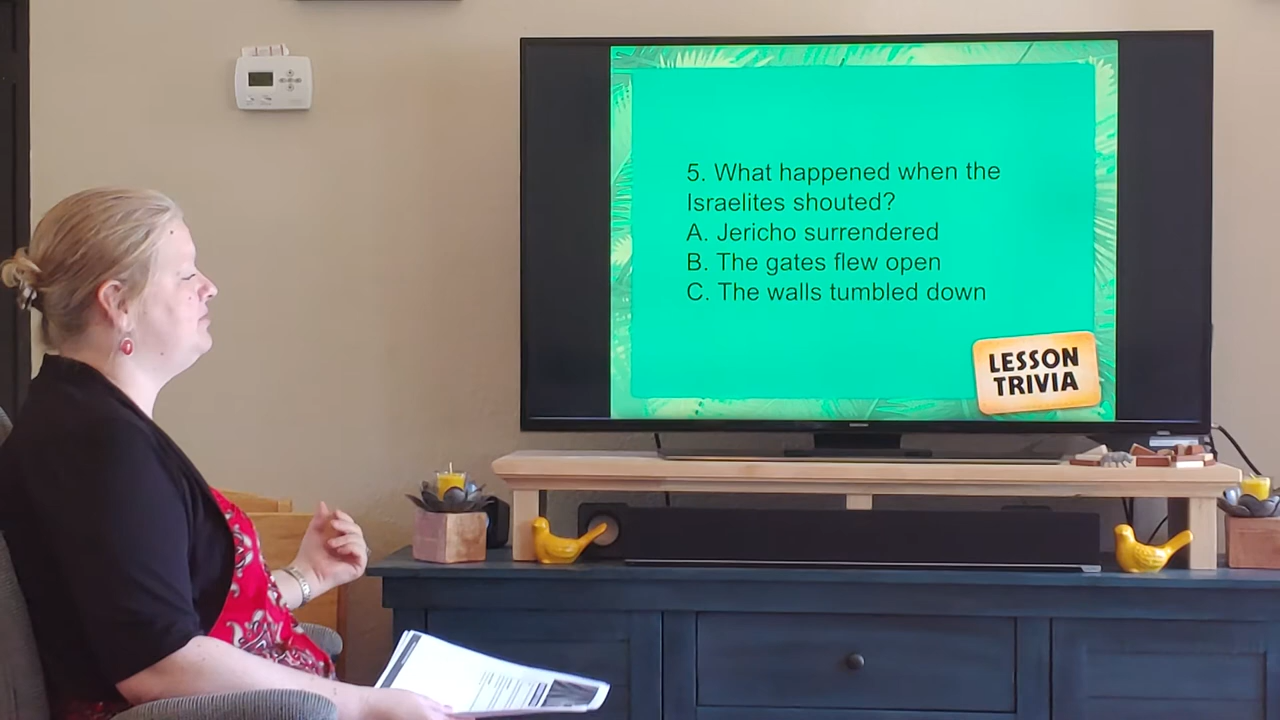 5. What happened when the
Israelites shouted?
A. Jericho surrendered
B. The gates flew open
C. The walls tumbled down
LESSON
TRIVIA